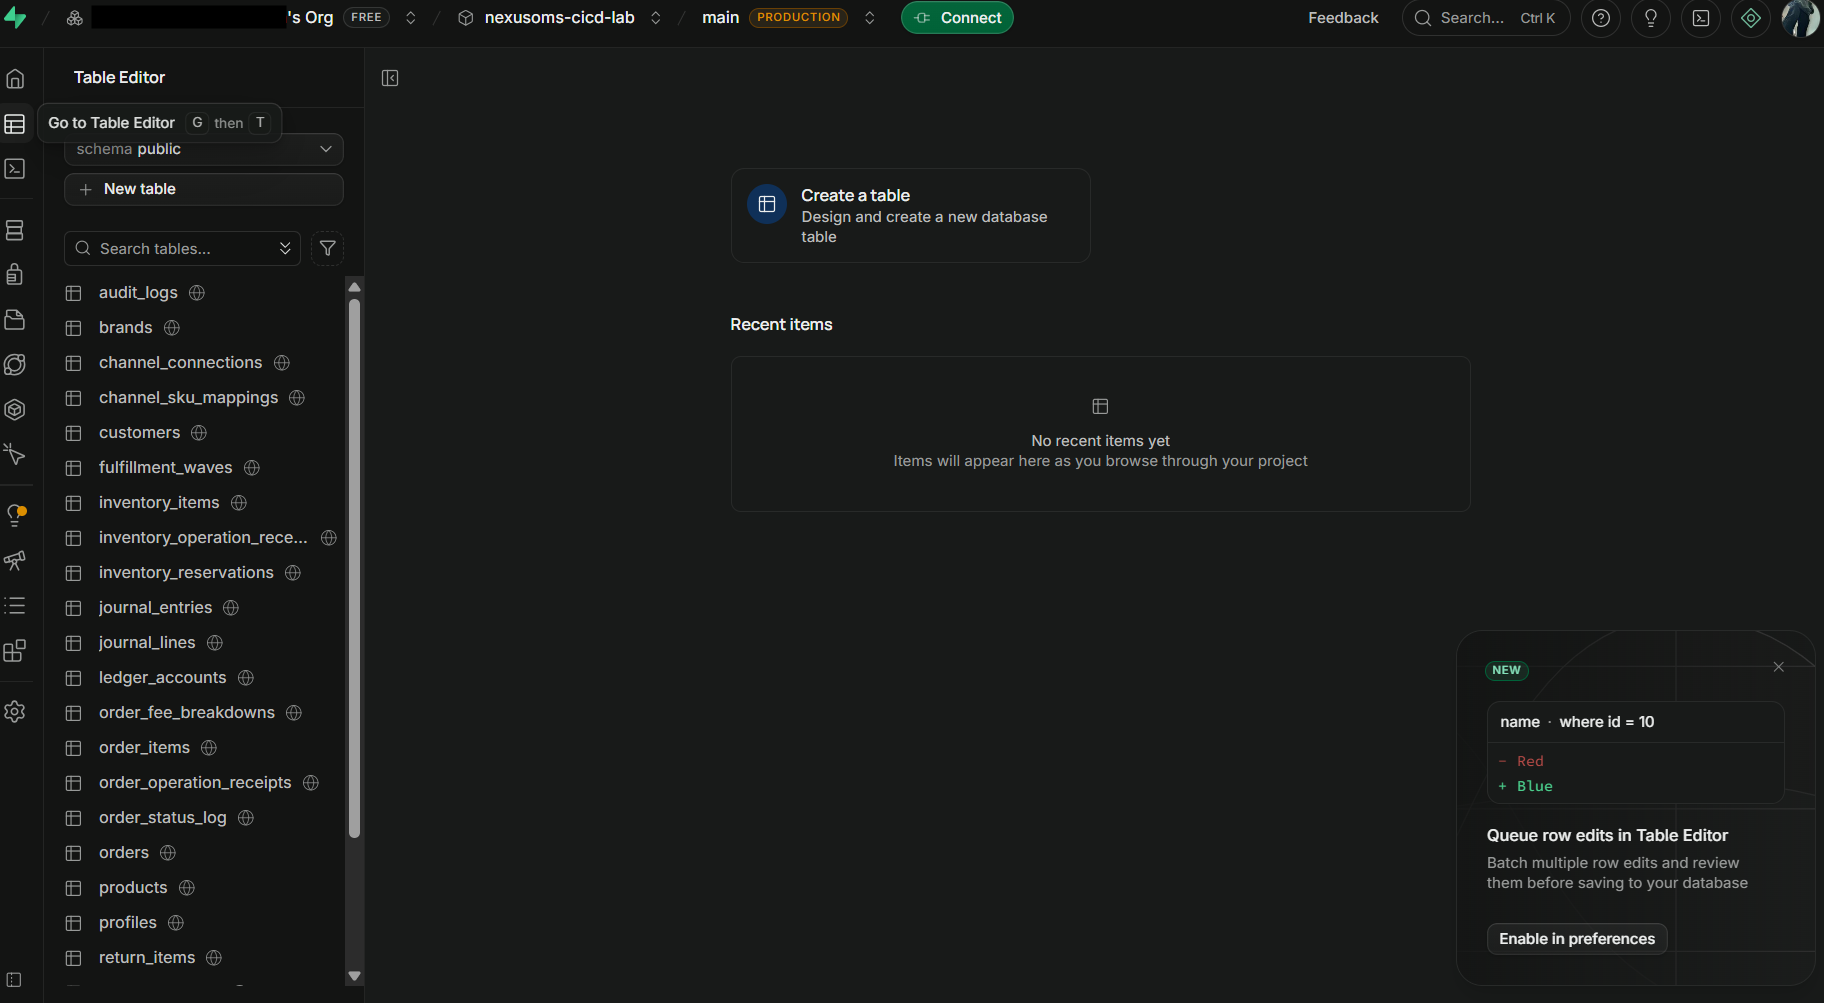 's Org FREE nexusoms-cicd-lab main PRODUCTION Connect Feedback Search... Ctrl K
Table Editor
Go to Table Editor G then T
schema public
New table
Search tables...
audit_logs
brands
channel_connections
channel_sku_mappings
customers
fulfillment_waves
inventory_items
inventory_operation_rece...
inventory_reservations
journal_entries
journal_lines
ledger_accounts
order_fee_breakdowns
order_items
order_operation_receipts
order_status_log
orders
products
profiles
return_items
Create a table
Design and create a new database
table
Recent items
No recent items yet
Items will appear here as you browse through your project
NEW
name · where id = 10
- Red
+ Blue
Queue row edits in Table Editor
Batch multiple row edits and review
them before saving to your database
Enable in preferences